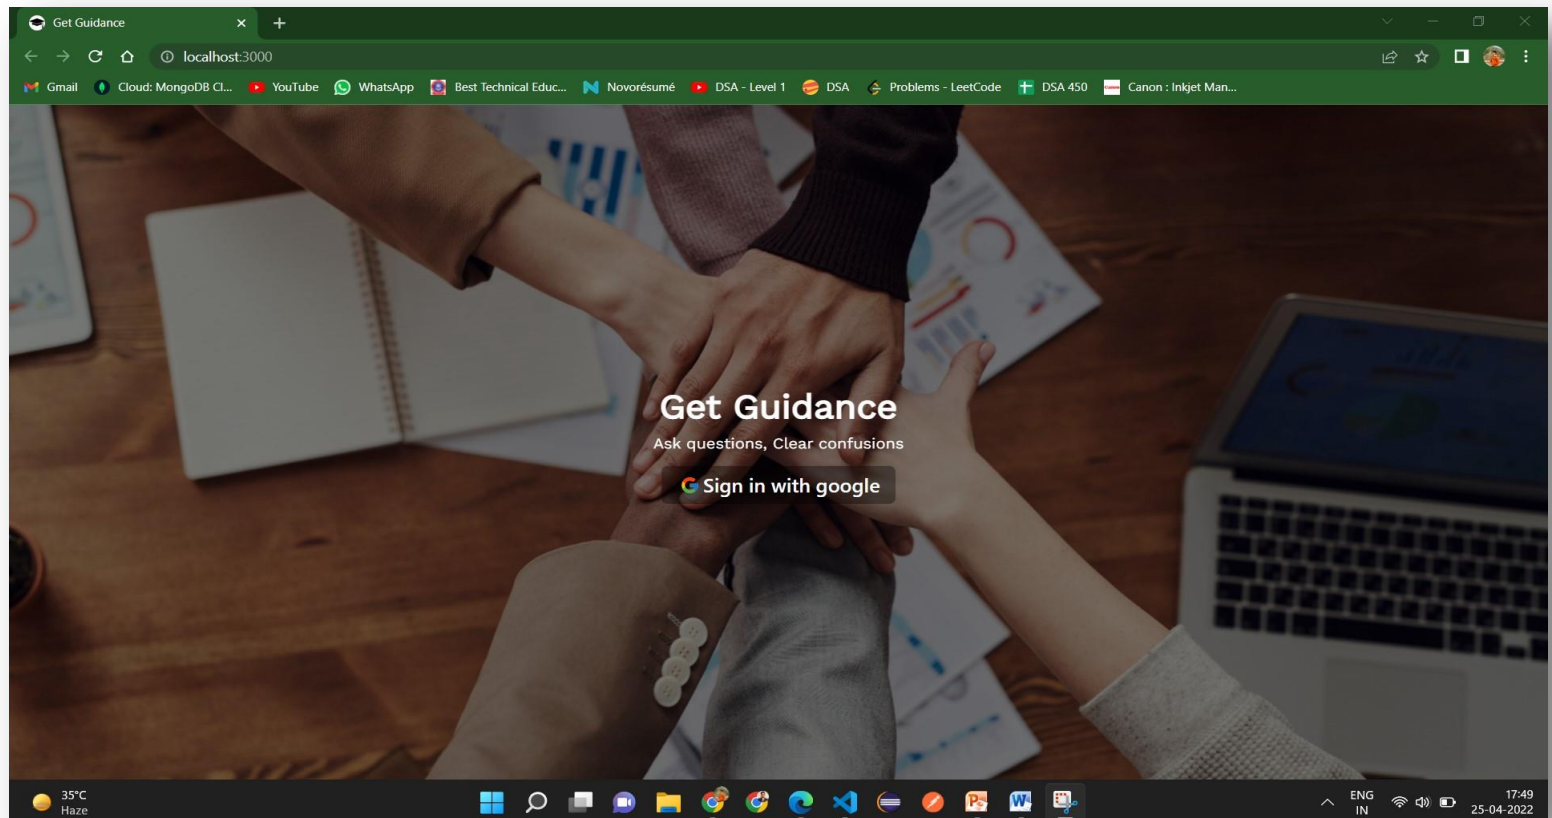 Get Guidance
localhost:3000
Gmail Cloud: MongoDB Cl... YouTube WhatsApp Best Technical Educ... Novorésumé DSA - Level 1 DSA Problems - LeetCode DSA 450 Canon : Inkjet Man...
Get Guidance
Ask questions, Clear confusions
Sign in with google
35°C
Haze
ENG
IN
17:49
25-04-2022